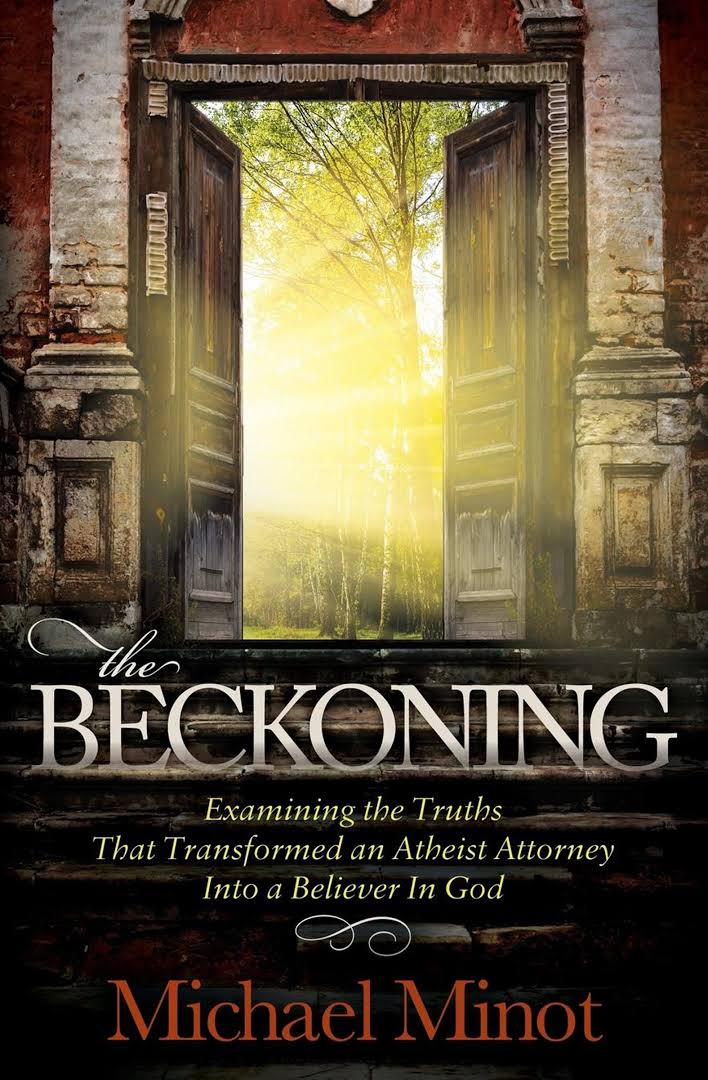 the
BECKONING
Examining the Truths
That Transformed an Atheist Attorney
Into a Believer In God
Michael Minot